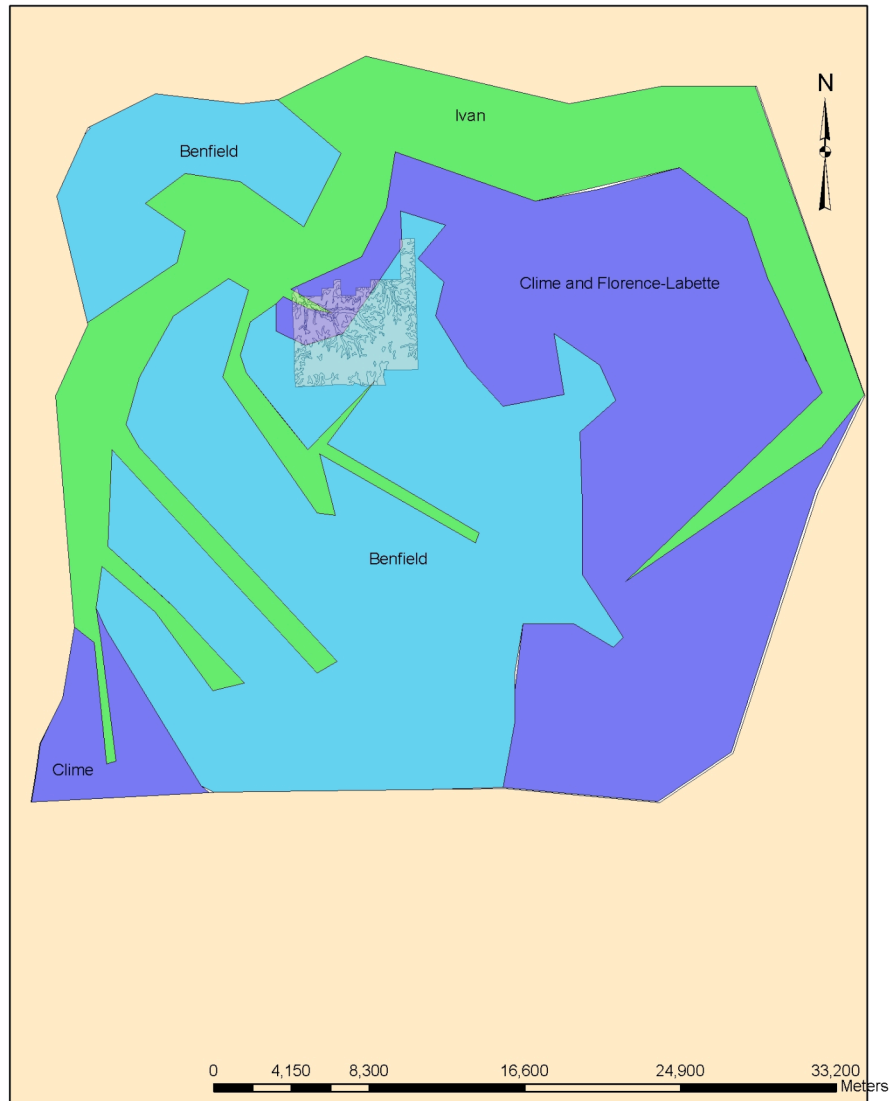 N
Ivan
Benfield
Clime and Florence-Labette
Benfield
Clime
0 4,150 8,300 16,600 24,900 33,200
Meters